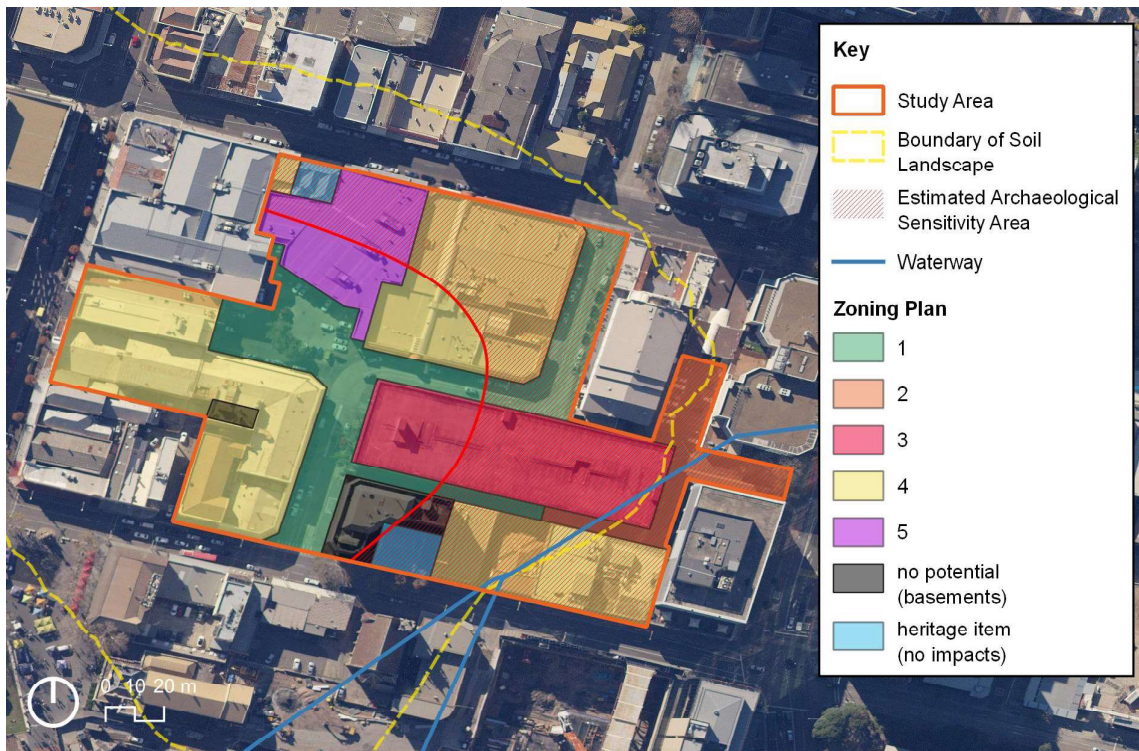 Key
Study Area
Boundary of Soil
Landscape
Estimated Archaeological
Sensitivity Area
Waterway
Zoning Plan
1
2
3
4
5
no potential
(basements)
heritage item
(no impacts)
0 10 20 m